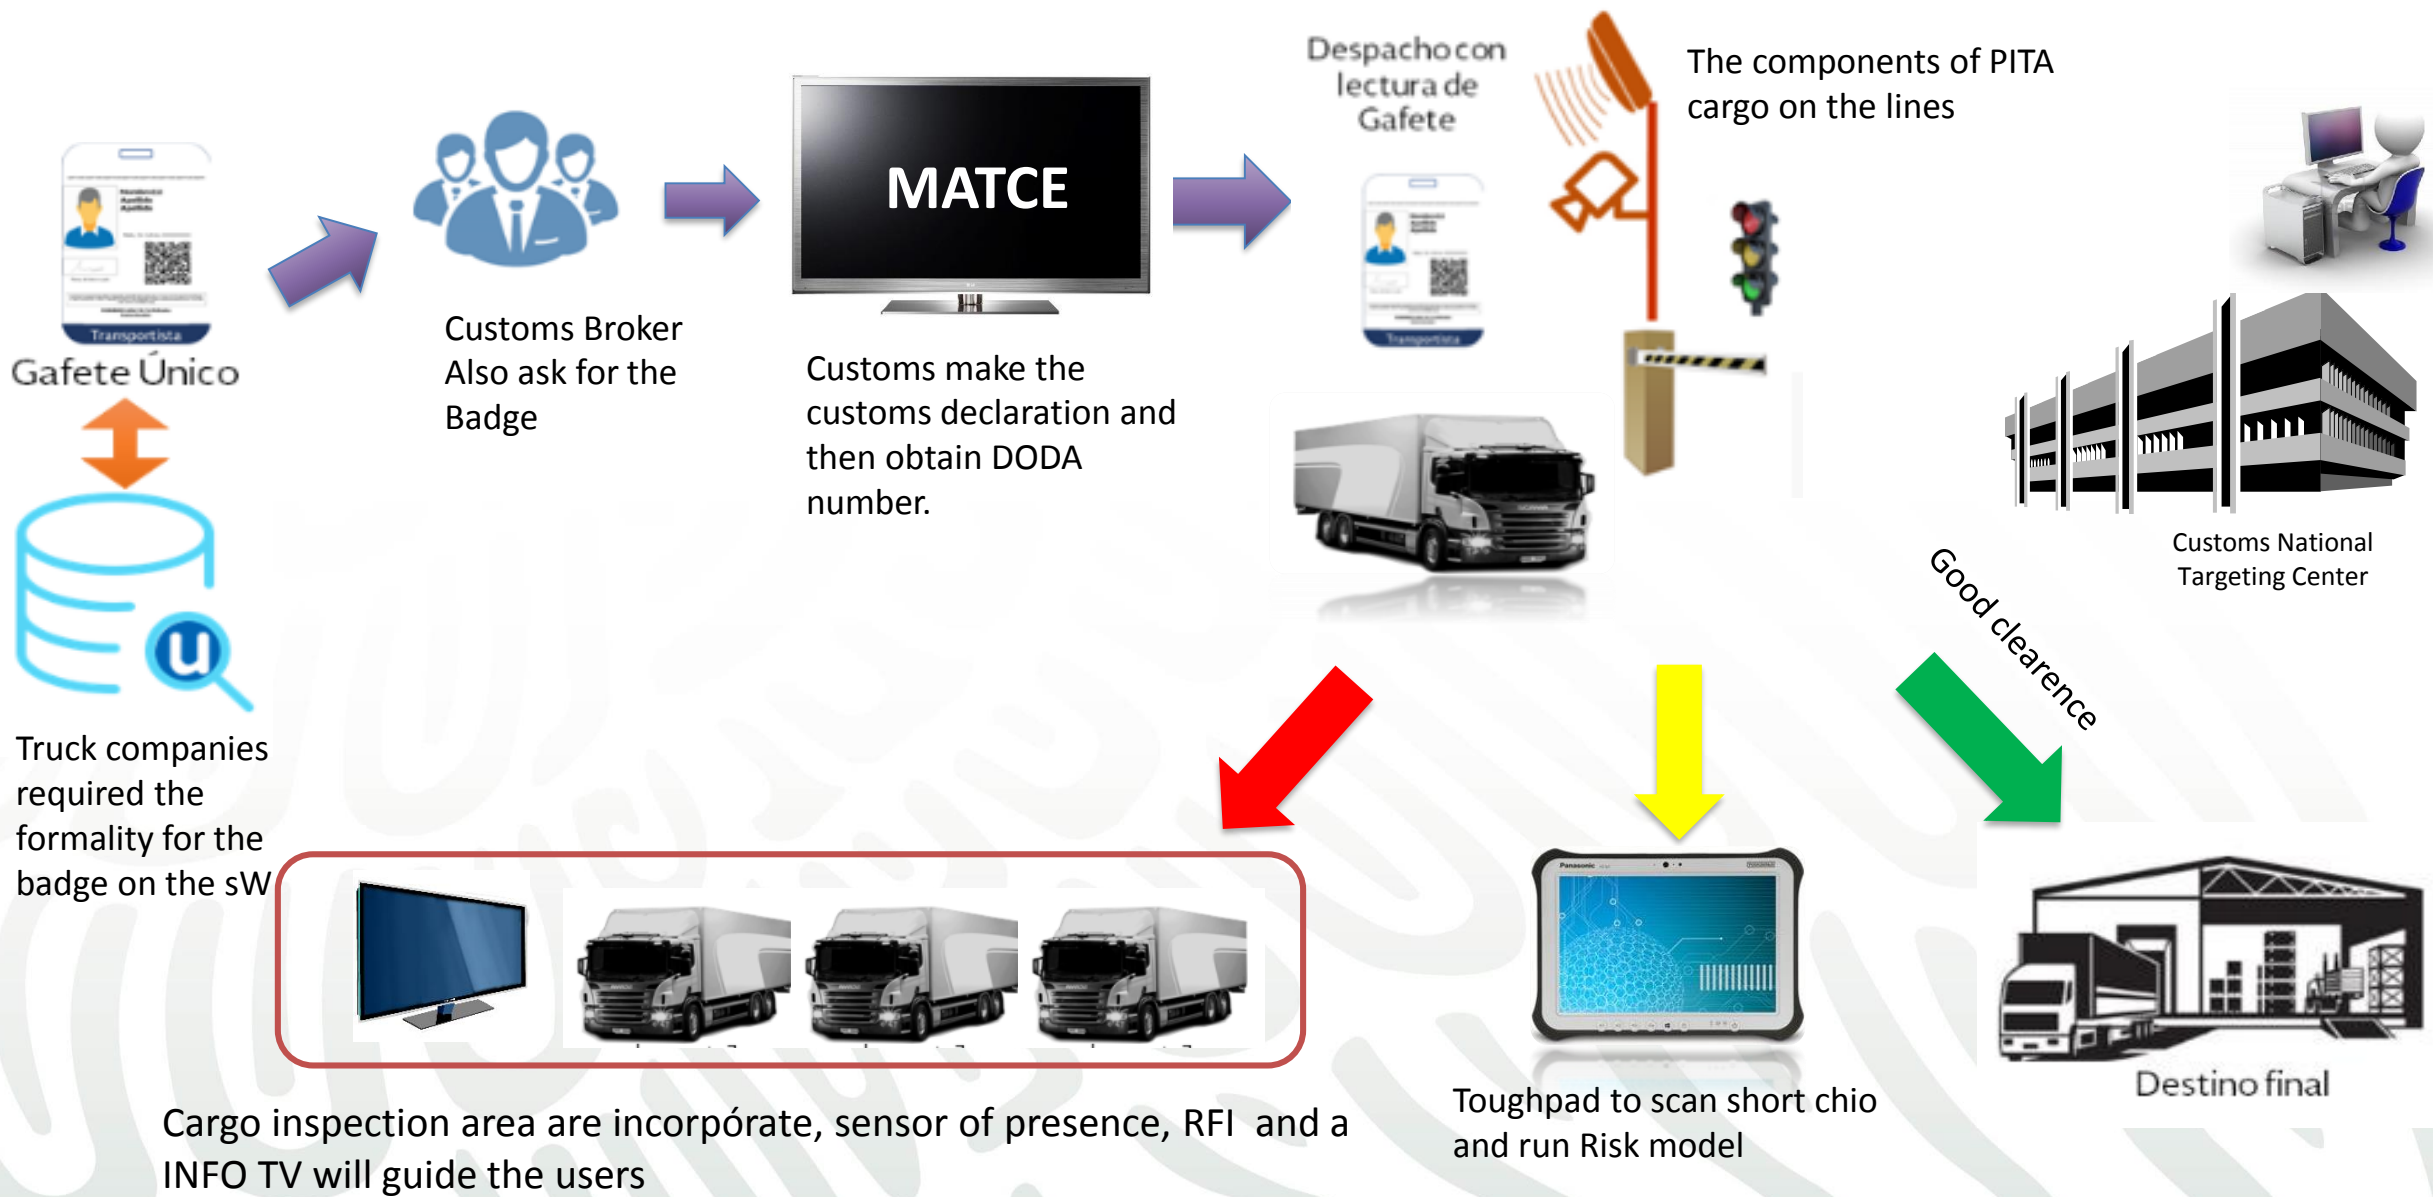 Transportista
Gafete Único
Truck companies
required the
formality for the
badge on the sW
Customs Broker
Also ask for the
Badge
MATCE
Customs make the
customs declaration and
then obtain DODA
number.
Despacho con
lectura de
Gafete
Transportista
The components of PITA
cargo on the lines
Customs National
Targeting Center
Good clearence
Cargo inspection area are incorpórate, sensor of presence, RFI and a
INFO TV will guide the users
Panasonic
Toughpad to scan short chio
and run Risk model
Destino final